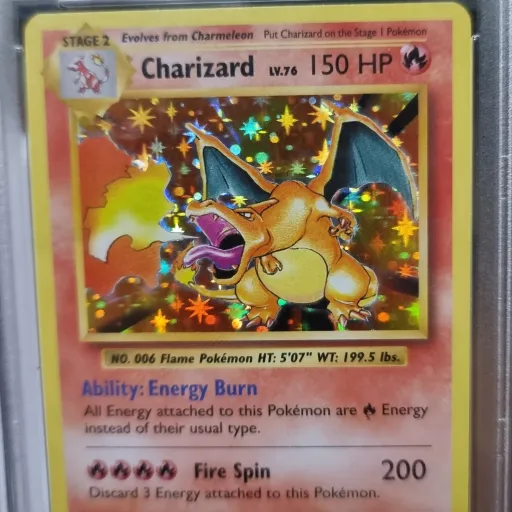 STAGE 2 Evolves from Charmeleon Put Charizard on the Stage 1 Pokémon
Charizard LV.76 150 HP
NO. 006 Flame Pokémon HT: 5'07" WT: 199.5 lbs.
Ability: Energy Burn
All Energy attached to this Pokémon are Energy
instead of their usual type.
Fire Spin 200
Discard 3 Energy attached to this Pokémon.